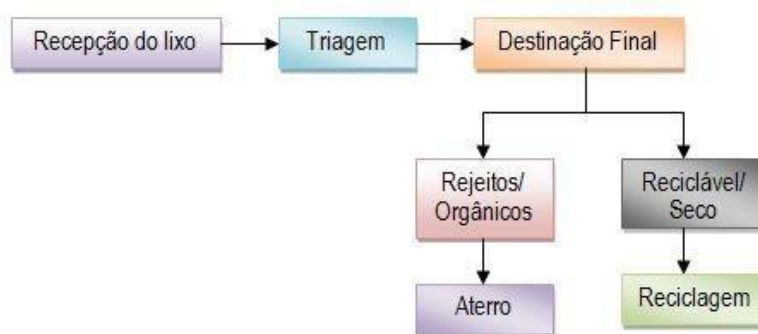 Recepção do lixo
Triagem
Destinação Final
Rejeitos/
Orgânicos
Reciclável/
Seco
Aterro
Reciclagem